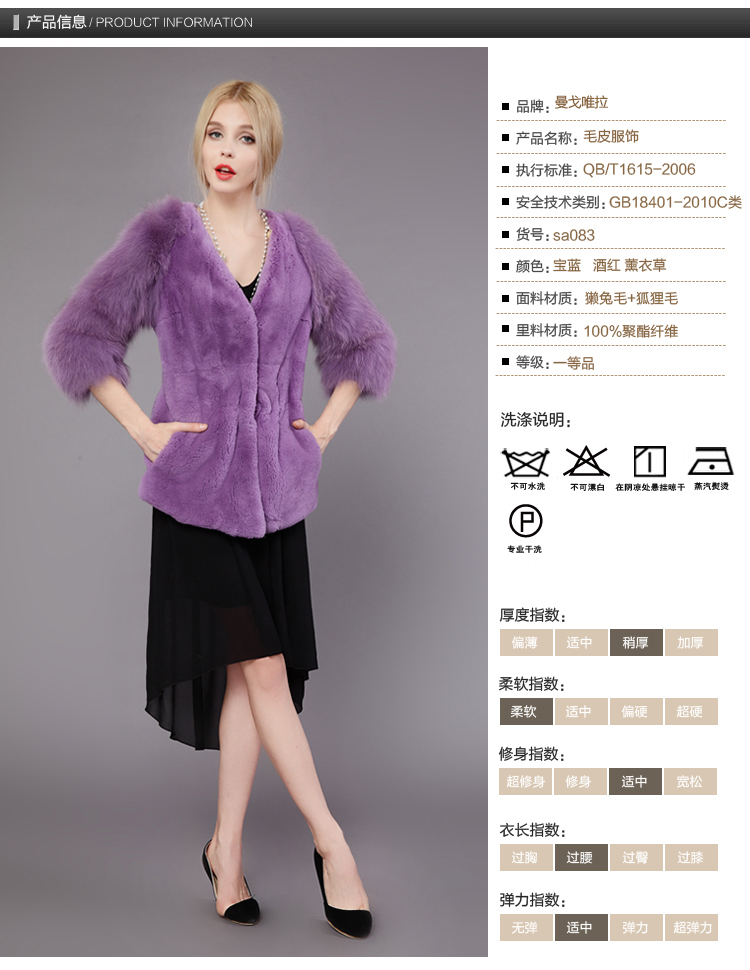 产品信息/ PRODUCT INFORMATION
品牌: 曼戈唯拉
产品名称: 毛皮服饰
执行标准: QB/T1615-2006
安全技术类别: GB18401-2010C类
货号: sa083
颜色: 宝蓝 酒红 薰衣草
面料材质: 獭兔毛+狐狸毛
里料材质: 100%聚酯纤维
等级: 一等品
洗涤说明:
不可水洗 不可漂白 在阴凉处悬挂晾干 蒸汽熨烫
P
专业干洗
厚度指数:
偏薄 适中 稍厚 加厚
柔软指数:
柔软 适中 偏硬 超硬
修身指数:
超修身 修身 适中 宽松
衣长指数:
过胸 过腰 过臀 过膝
弹力指数:
无弹 适中 弹力 超弹力